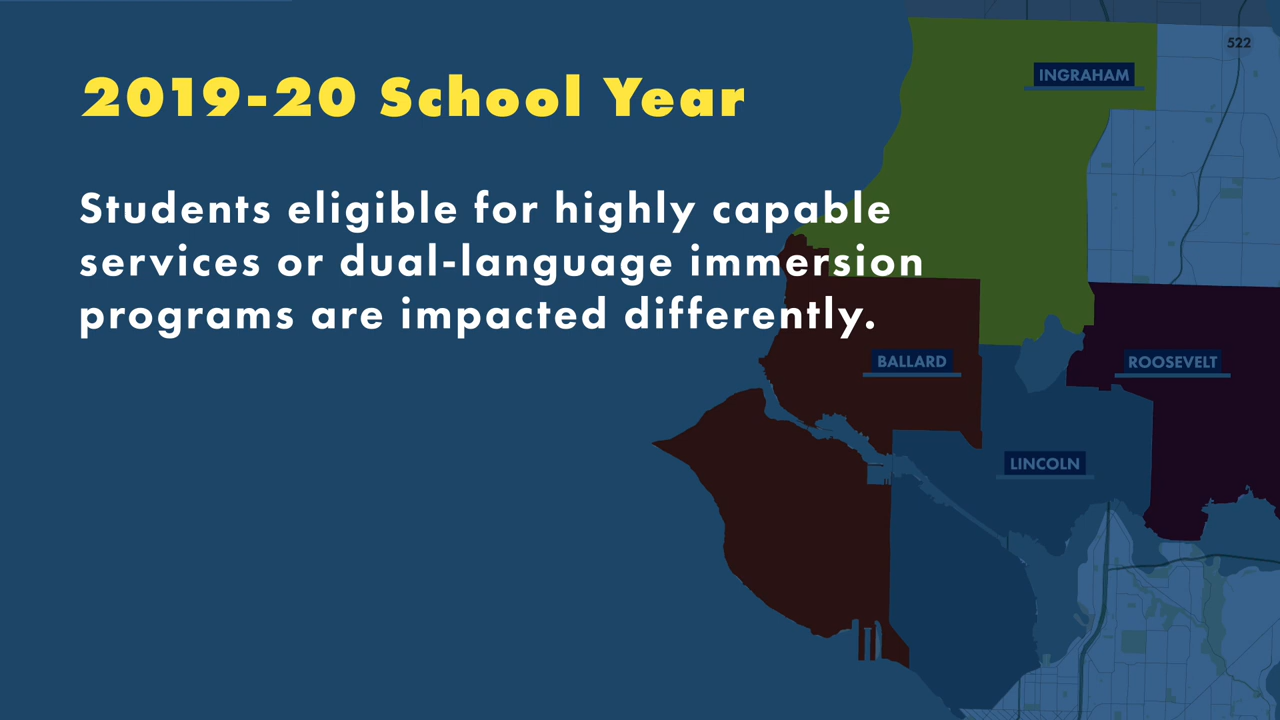 2019-20 School Year
Students eligible for highly capable
services or dual-language immersion
programs are impacted differently.
522
INGRAHAM
BALLARD
ROOSEVELT
LINCOLN